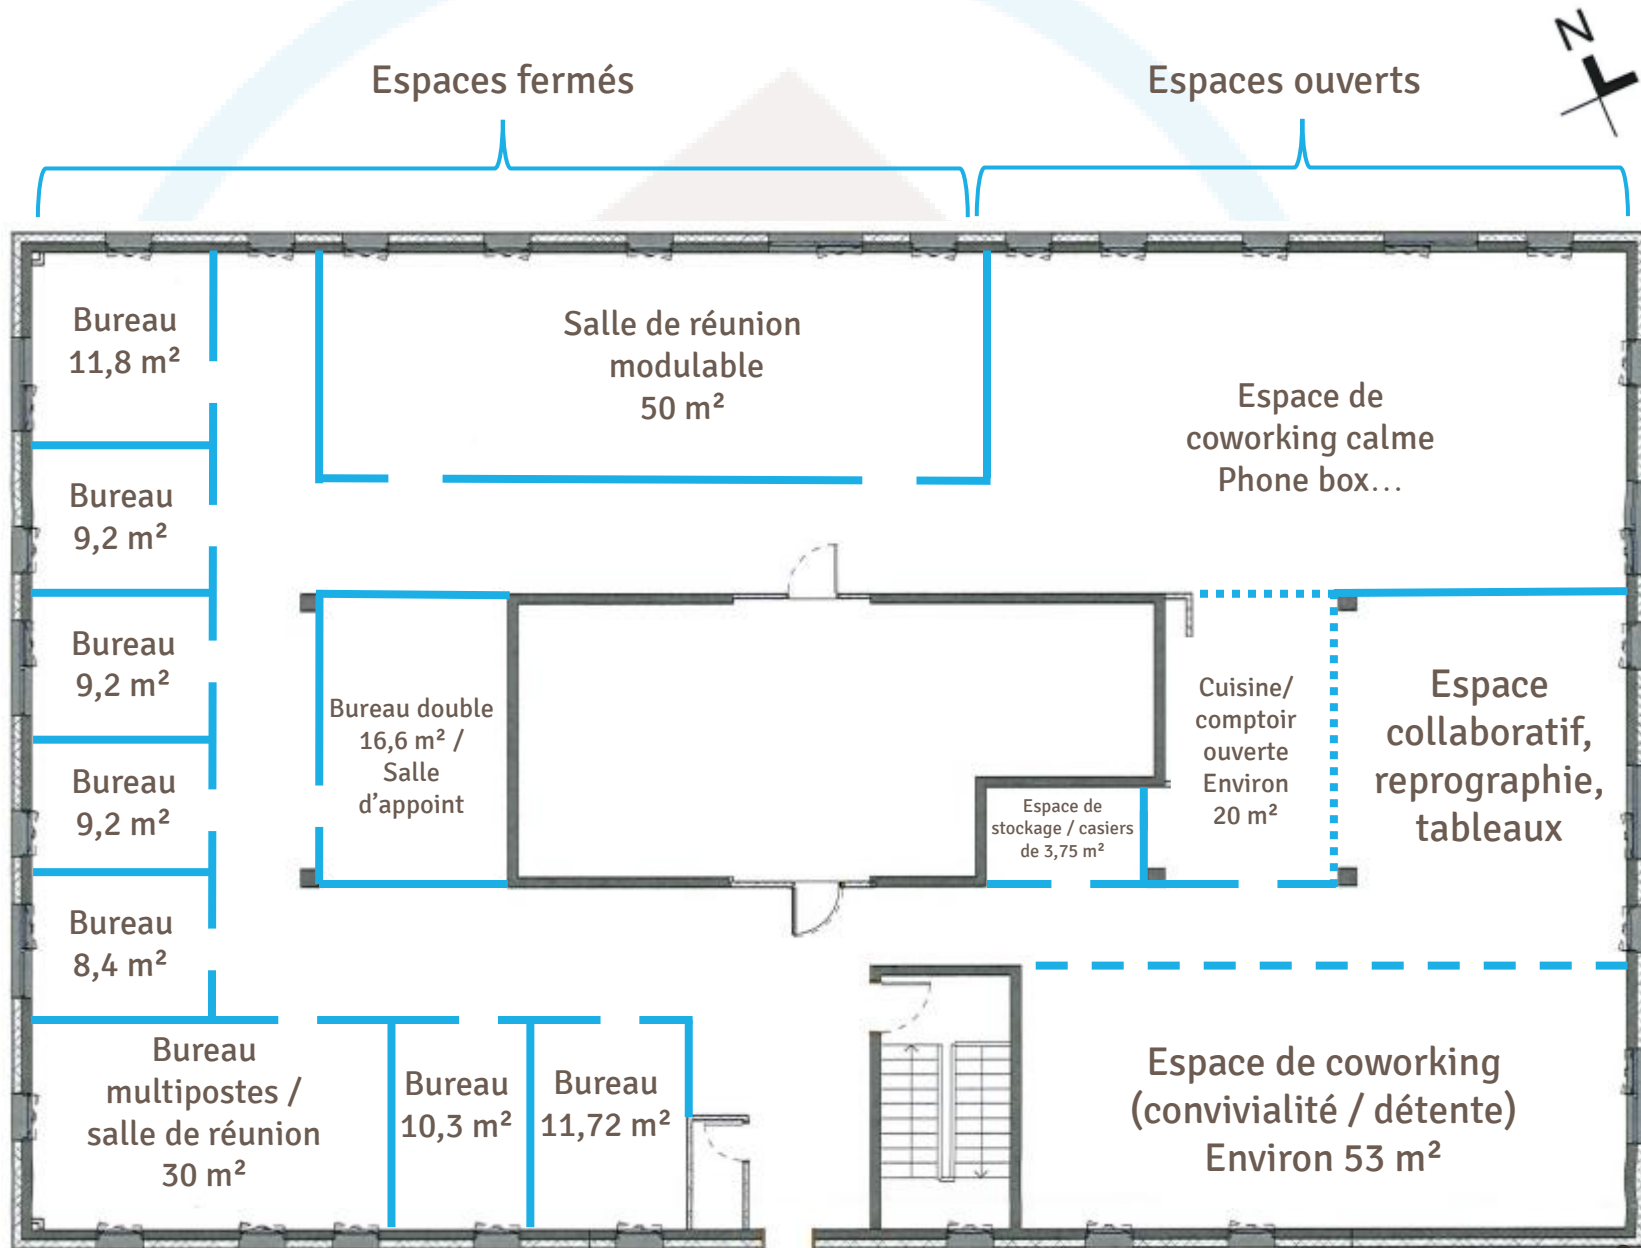 Espaces fermés
Espaces ouverts
N
Bureau
11,8 m²
Salle de réunion
modulable
50 m²
Espace de
coworking calme
Phone box...
Bureau
9,2 m²
Bureau
9,2 m²
Bureau
9,2 m²
Bureau
8,4 m²
Bureau double
16,6 m² /
Salle
d’appoint
Espace de
stockage / casiers
de 3,75 m²
Cuisine/
comptoir
ouverte
Environ
20 m²
Espace
collaboratif,
reprographie,
tableaux
Bureau
multipostes /
salle de réunion
30 m²
Bureau
10,3 m²
Bureau
11,72 m²
Espace de coworking
(convivialité / détente)
Environ 53 m²